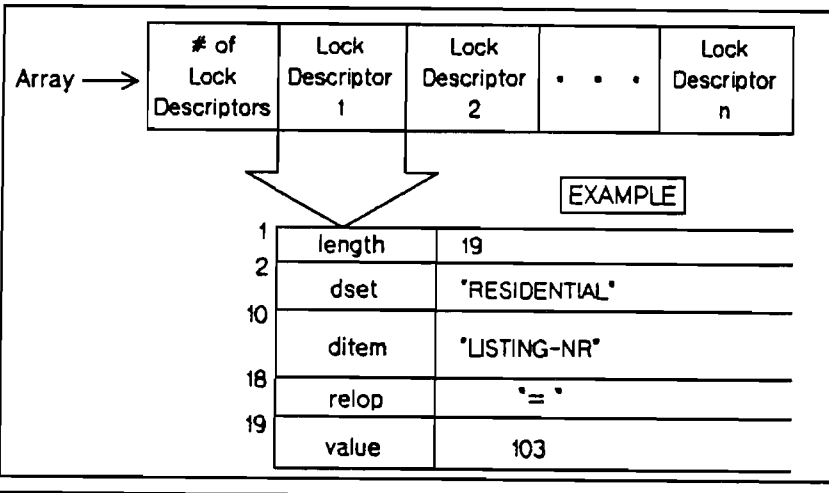 Array
# of
Lock
Descriptors
Lock
Descriptor
1
Lock
Descriptor
2
. . .
Lock
Descriptor
n
EXAMPLE
1
length 19
2
dset "RESIDENTIAL"
10
ditem "LISTING-NR"
18
relop "= "
19
value 103